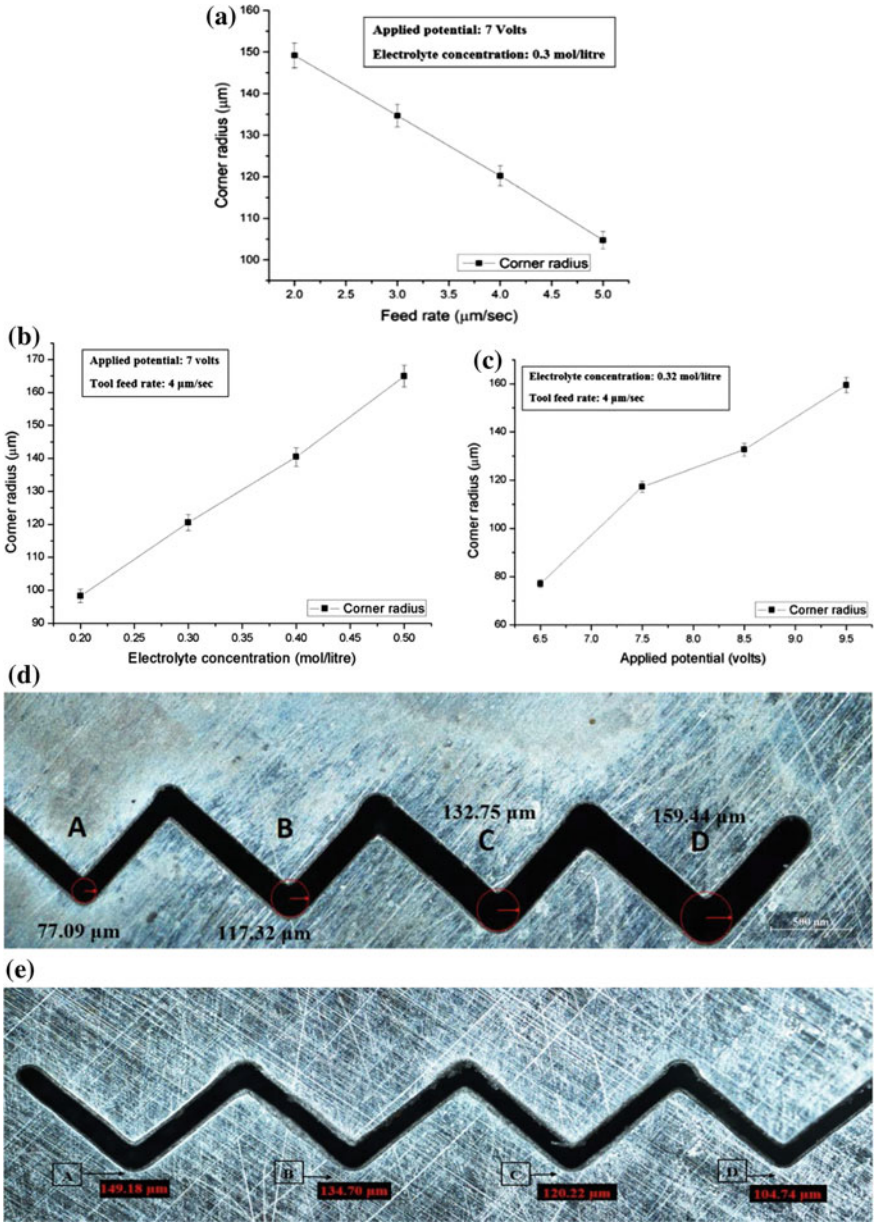 (a)
Applied potential: 7 Volts
Electrolyte concentration: 0.3 mol/litre
160
150
140
130
120
110
100
Corner radius (μm)
Corner radius
2.0 2.5 3.0 3.5 4.0 4.5 5.0
Feed rate (μm/sec)
(b)
Applied potential: 7 volts
Tool feed rate: 4 μm/sec
170
160
150
140
130
120
110
100
90
Corner radius (μm)
Corner radius
0.20 0.25 0.30 0.35 0.40 0.45 0.50
Electrolyte concentration (mol/litre)
(c)
Electrolyte concentration: 0.32 mol/litre
Tool feed rate: 4 μm/sec
160
140
120
100
80
60
Corner radius (μm)
Corner radius
6.5 7.0 7.5 8.0 8.5 9.0 9.5
Applied potential (volts)
(d)
A
B
132.75 μm
C
159.44 μm
D
77.09 μm
117.32 μm
500 μm
(e)
A
149.18 μm
B
134.70 μm
C
120.22 μm
D
104.74 μm